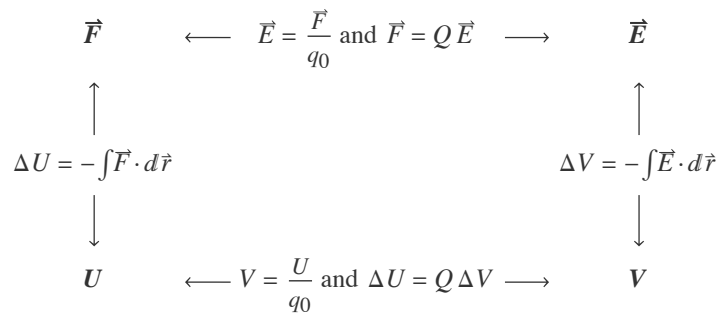 F⃗ ⟵ E⃗ = F⃗/q₀ and F⃗ = Q E⃗ ⟶ E⃗
ΔU = −∫F⃗ · dr⃗ ΔV = −∫E⃗ · dr⃗
U ⟵ V = U/q₀ and ΔU = Q ΔV ⟶ V